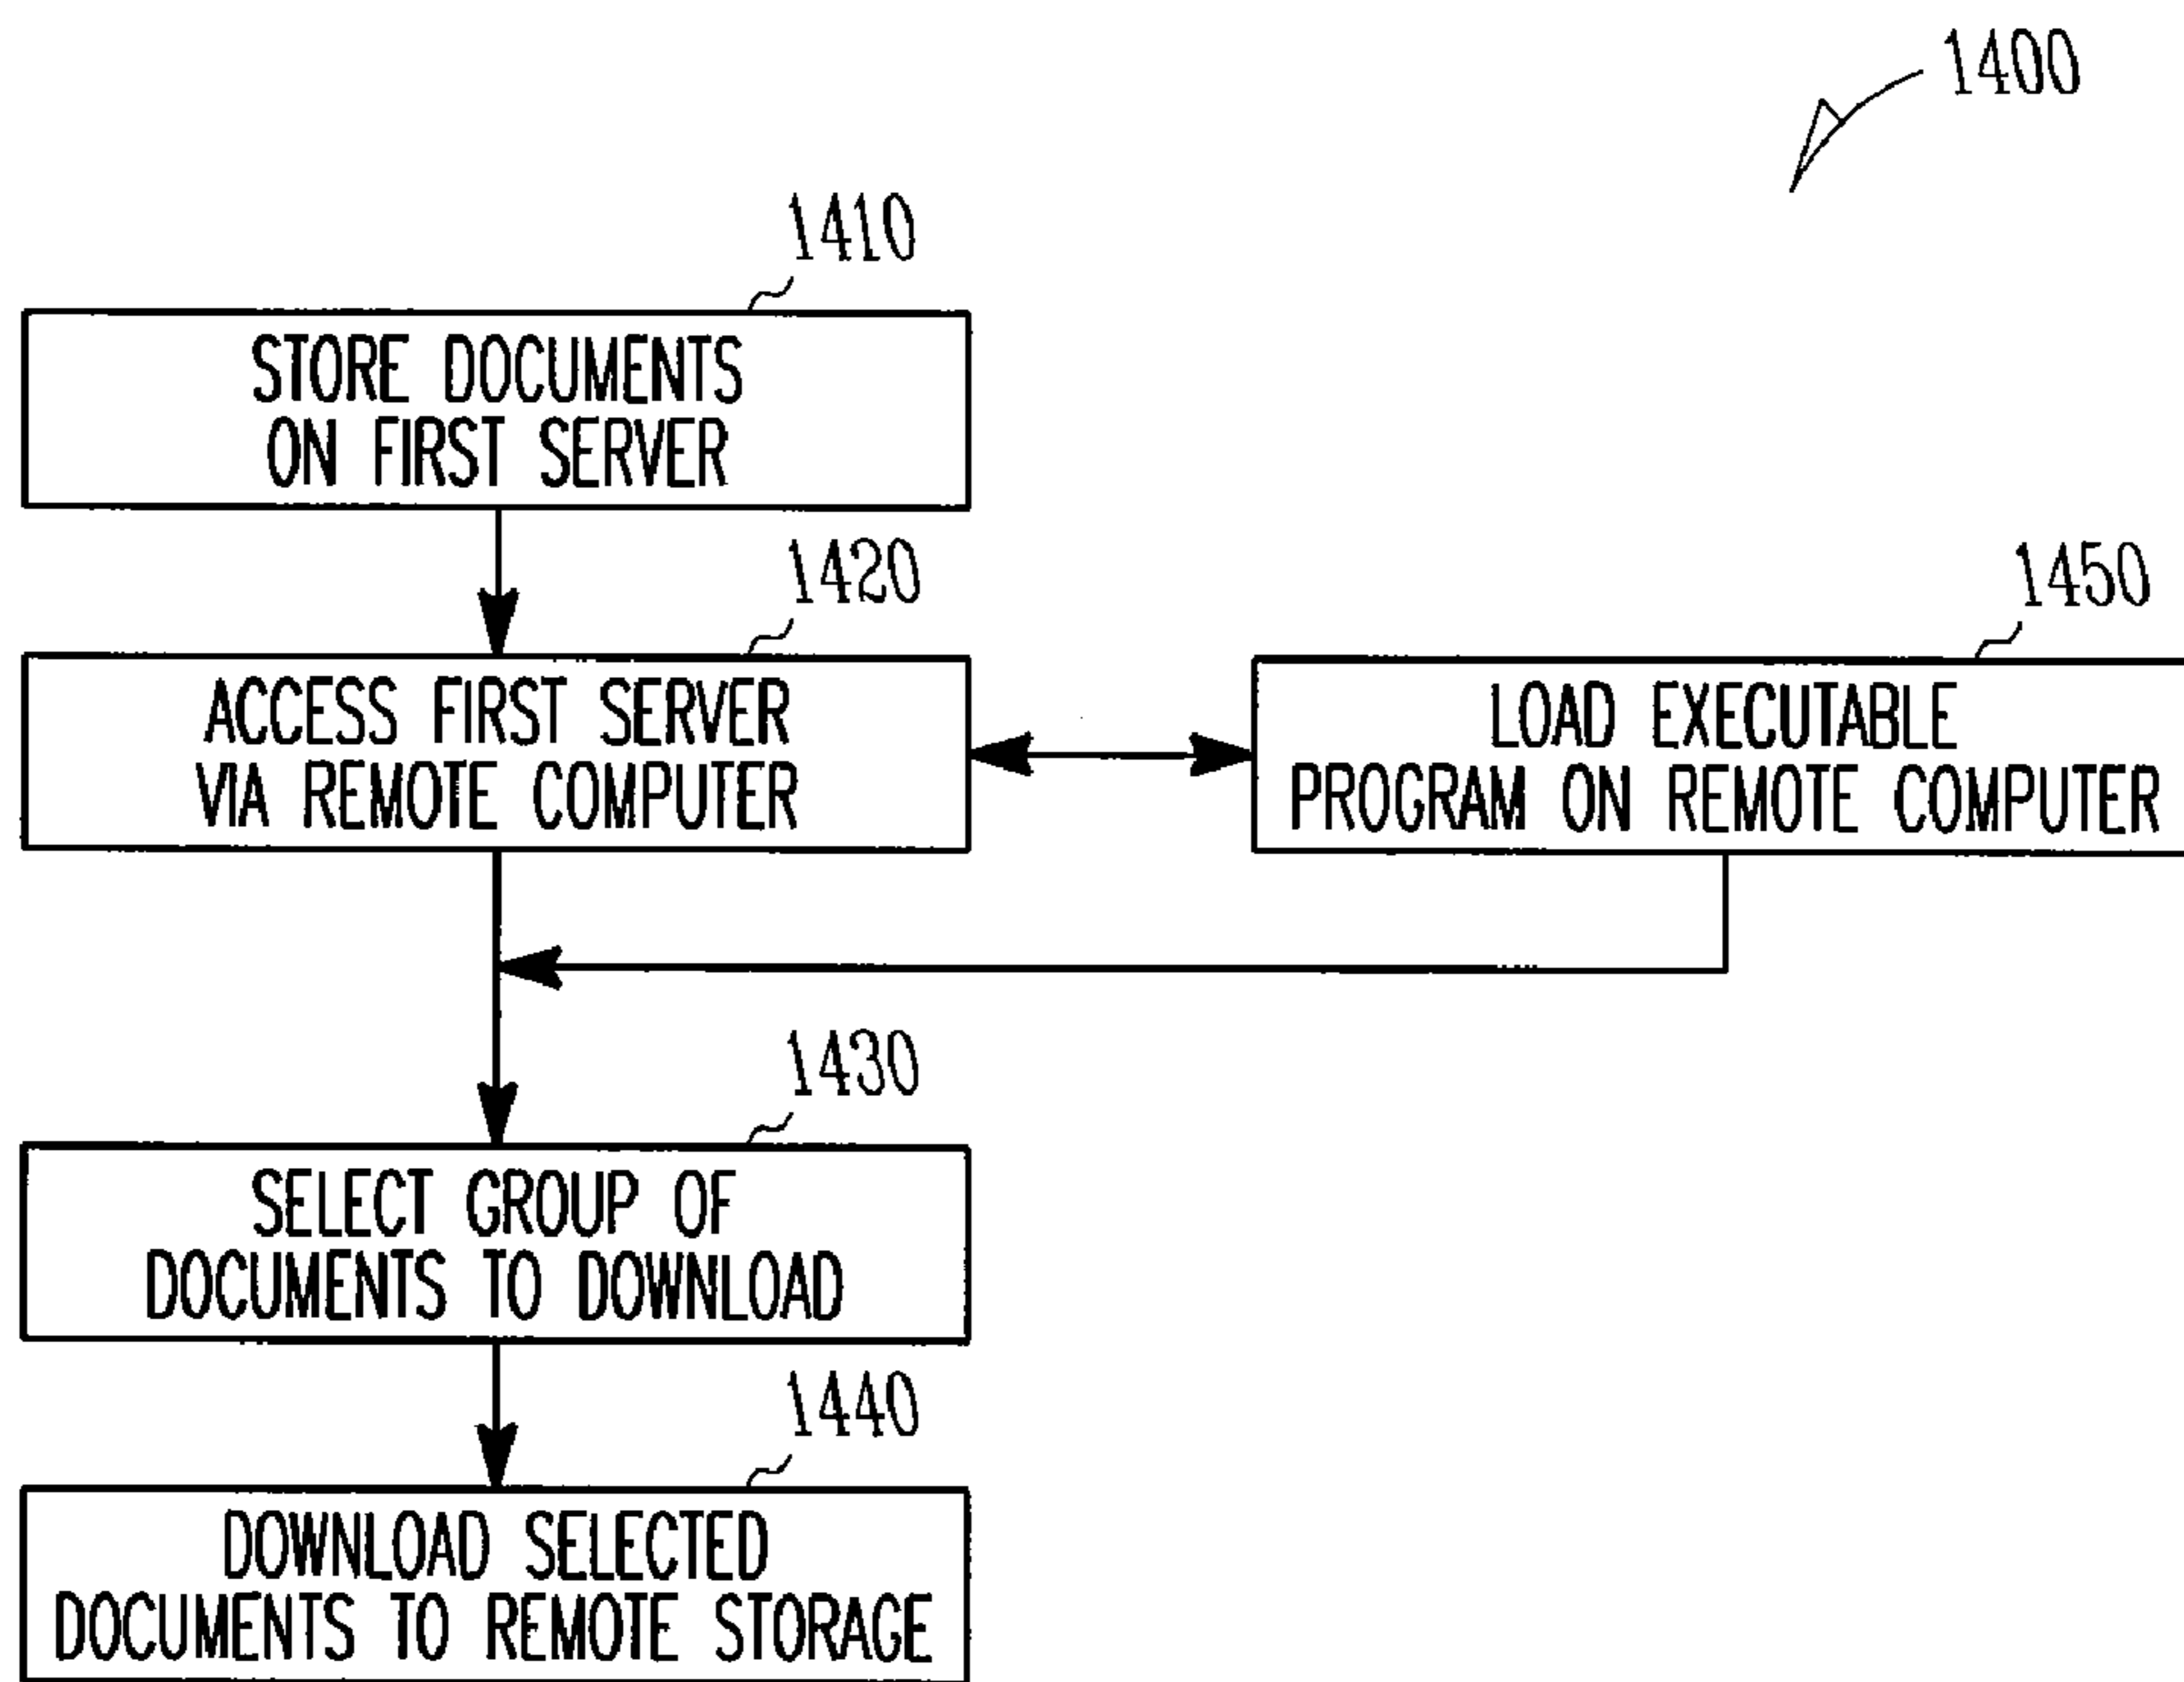 1400
1410
STORE DOCUMENTS
ON FIRST SERVER
1420
ACCESS FIRST SERVER
VIA REMOTE COMPUTER
1450
LOAD EXECUTABLE
PROGRAM ON REMOTE COMPUTER
1430
SELECT GROUP OF
DOCUMENTS TO DOWNLOAD
1440
DOWNLOAD SELECTED
DOCUMENTS TO REMOTE STORAGE